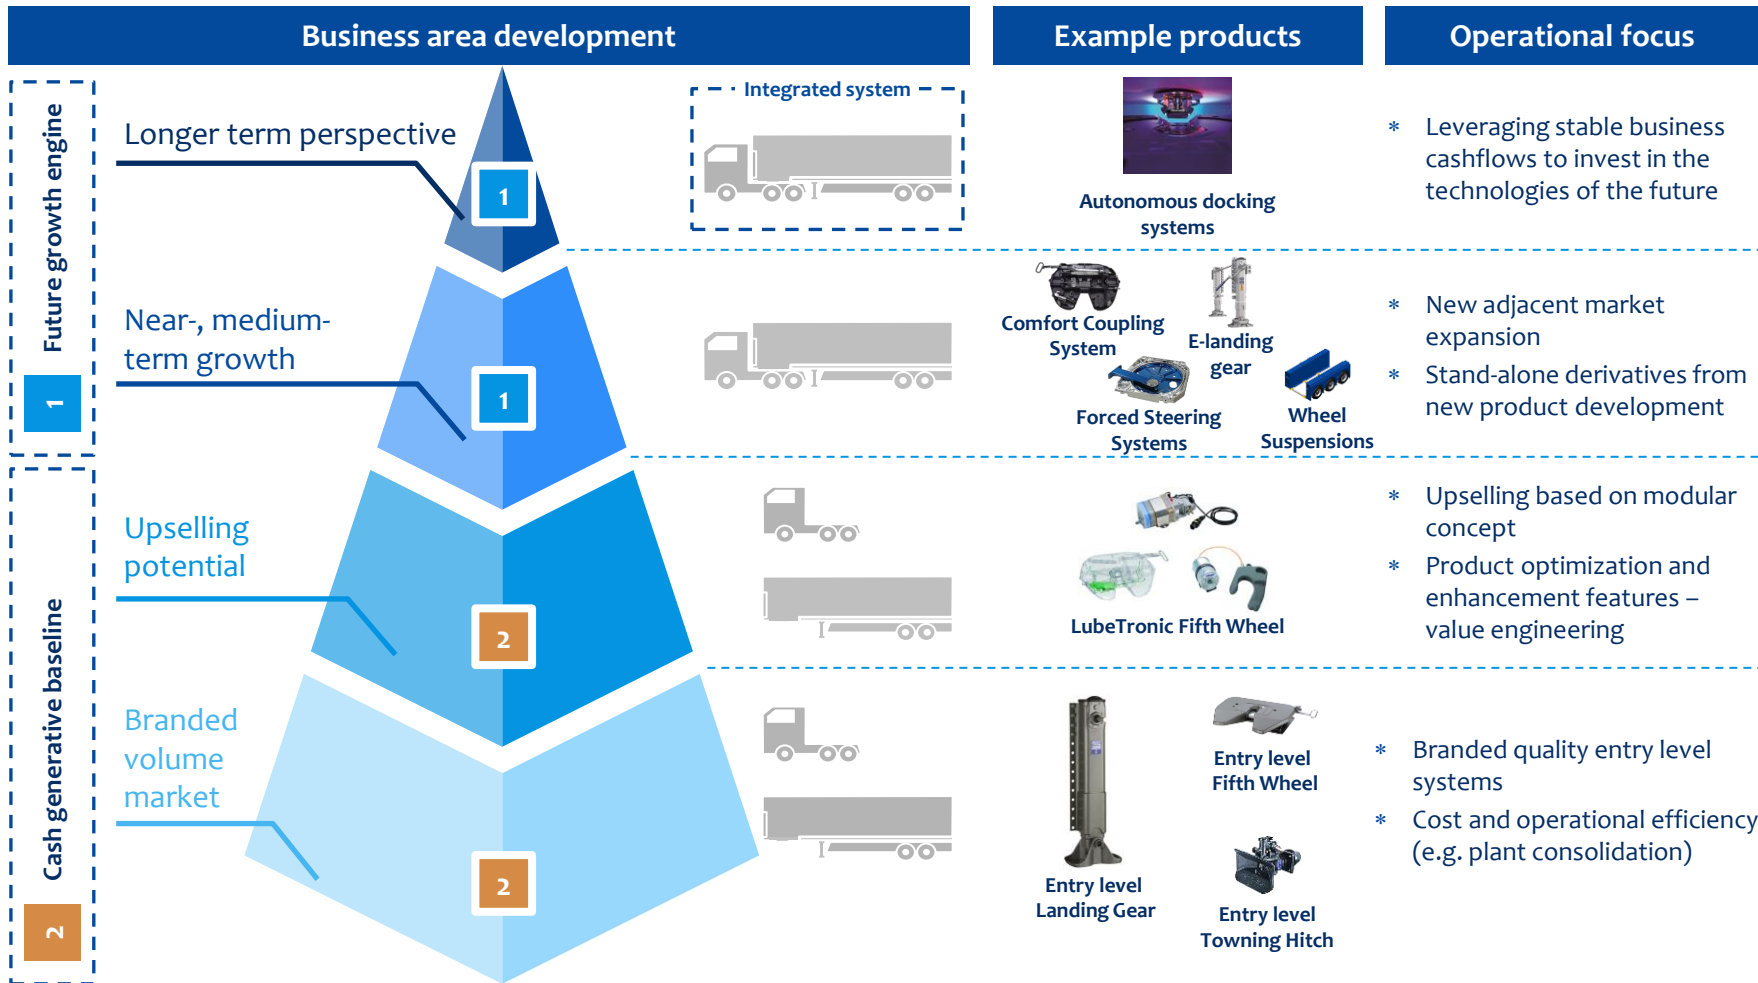 Business area development
Example products
Operational focus
Future growth engine
1
Longer term perspective
1
Integrated system
Autonomous docking
systems
* Leveraging stable business
cashflows to invest in the
technologies of the future
Near-, medium-
term growth
1
Comfort Coupling
System
E-landing
gear
Forced Steering
Systems
Wheel
Suspensions
* New adjacent market
expansion
* Stand-alone derivatives from
new product development
Cash generative baseline
2
Upselling
potential
2
LubeTronic Fifth Wheel
* Upselling based on modular
concept
* Product optimization and
enhancement features –
value engineering
Branded
volume
market
2
Entry level
Landing Gear
Entry level
Fifth Wheel
Entry level
Towning Hitch
* Branded quality entry level
systems
* Cost and operational efficiency
(e.g. plant consolidation)